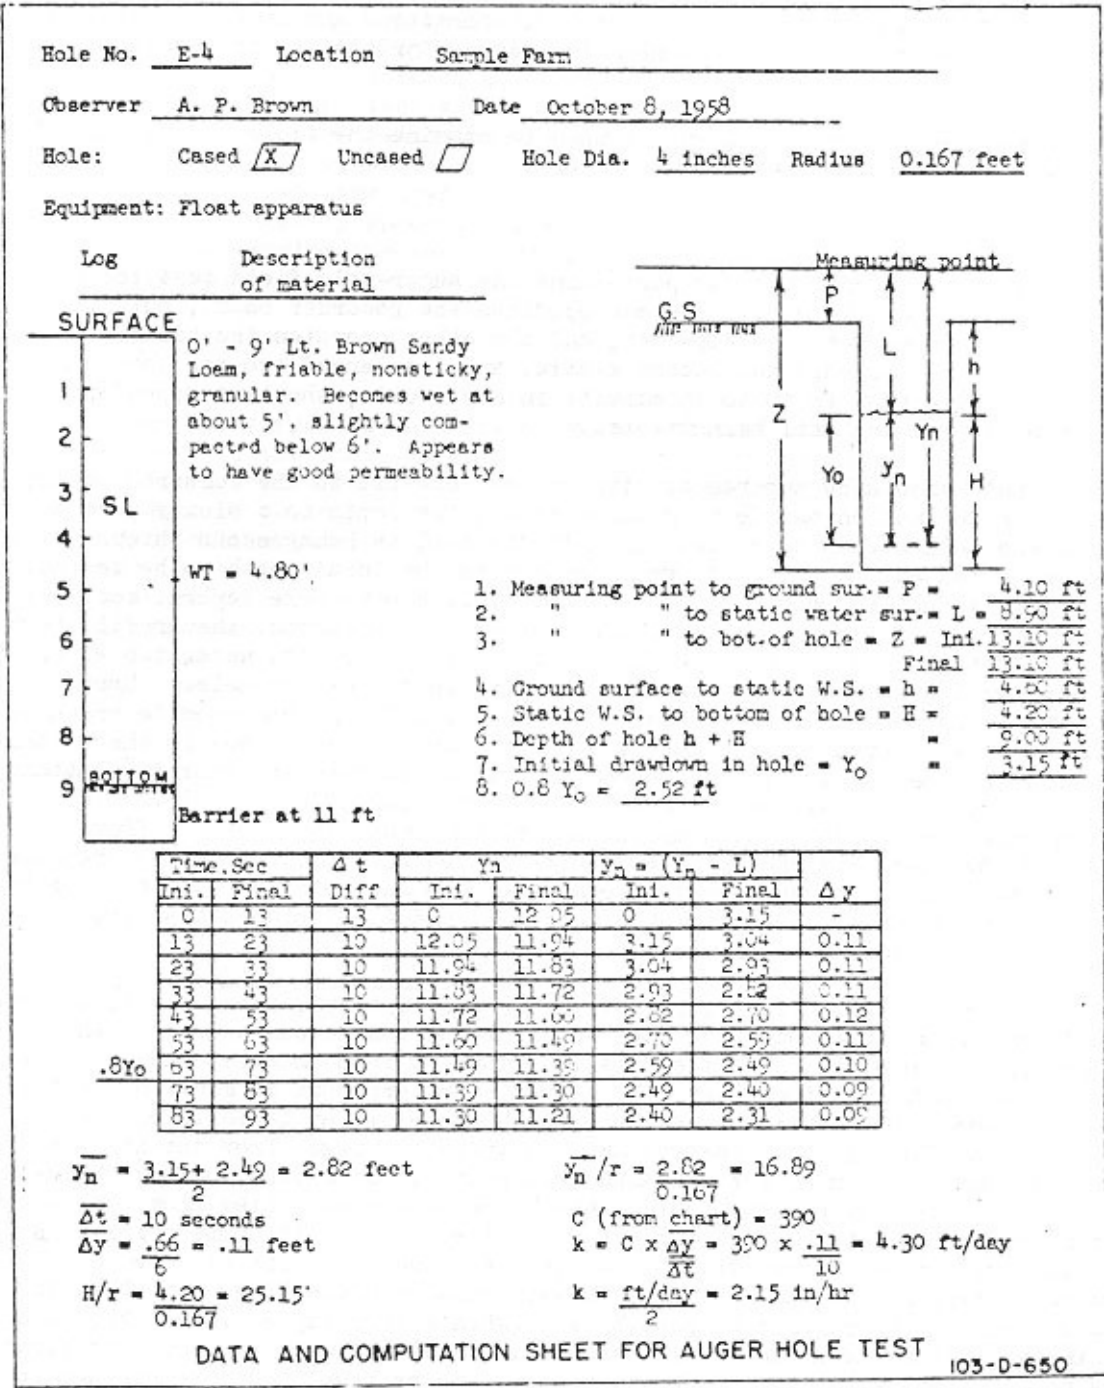 Hole No. E-4 Location Sample Farm
Observer A. P. Brown Date October 8, 1958
Hole: Cased X Uncased Hole Dia. 4 inches Radius 0.167 feet
Equipment: Float apparatus
Log Description
of material
SURFACE
0' - 9' Lt. Brown Sandy
Loam, friable, nonsticky,
granular. Becomes wet at
about 5', slightly com-
pacted below 6'. Appears
to have good permeability.
1
2
3
SL
4
WT = 4.80'
5
6
7
8
BOTTOM
9
Barrier at 11 ft
Measuring point
P
G.S
L
h
Z
Yn
Yo
yn
H
1. Measuring point to ground sur. = P = 4.10 ft
2. " " to static water sur. = L = 8.90 ft
3. " " to bot.of hole = Z = Ini. 13.10 ft
Final 13.10 ft
4. Ground surface to static W.S. = h = 4.80 ft
5. Static W.S. to bottom of hole = H = 4.20 ft
6. Depth of hole h + H = 9.00 ft
7. Initial drawdown in hole = Yo = 3.15 ft
8. 0.8 Yo = 2.52 ft
Time,Sec Δ t Yn yn = (Yn - L)
Ini. Final Diff Ini. Final Ini. Final Δ y
0 13 13 0 12 05 0 3.15 -
13 23 10 12.05 11.94 3.15 3.04 0.11
23 33 10 11.94 11.83 3.04 2.93 0.11
33 43 10 11.83 11.72 2.93 2.82 0.11
43 53 10 11.72 11.60 2.82 2.70 0.12
53 63 10 11.60 11.49 2.70 2.59 0.11
.8Yo 63 73 10 11.49 11.39 2.59 2.49 0.10
73 83 10 11.39 11.30 2.49 2.40 0.09
83 93 10 11.30 11.21 2.40 2.31 0.09
yn = 3.15+ 2.49 = 2.82 feet
2
Δt = 10 seconds
Δy = .66 = .11 feet
6
H/r = 4.20 = 25.15'
0.167
yn /r = 2.82 = 16.89
0.167
C (from chart) = 390
k = C x Δy = 390 x .11 = 4.30 ft/day
Δt 10
k = ft/day = 2.15 in/hr
2
DATA AND COMPUTATION SHEET FOR AUGER HOLE TEST
103-D-650